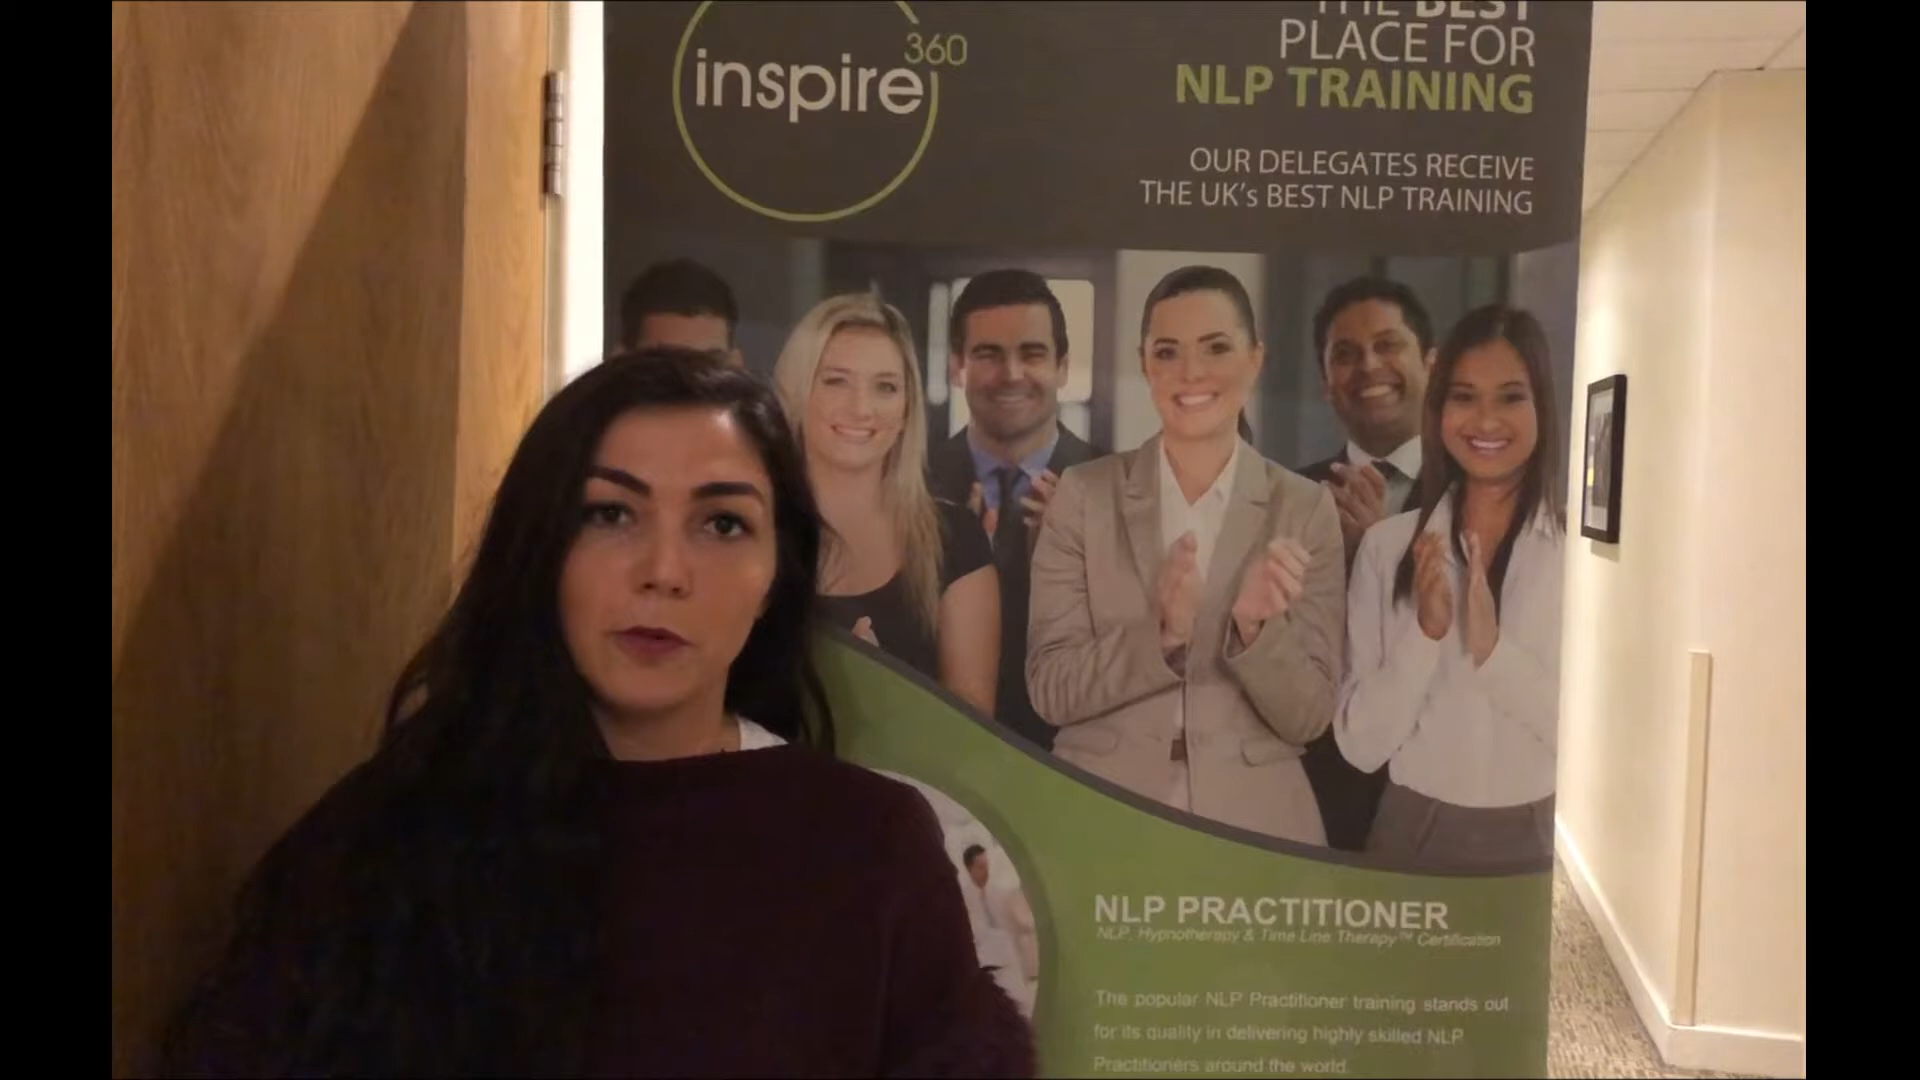 inspire
360
THE BEST
PLACE FOR
NLP TRAINING
OUR DELEGATES RECEIVE
THE UK's BEST NLP TRAINING
NLP PRACTITIONER
NLP, Hypnotherapy & Time Line Therapy™ Certification
The popular NLP Practitioner training stands out
for its quality in delivering highly skilled NLP
Practitioners around the world.